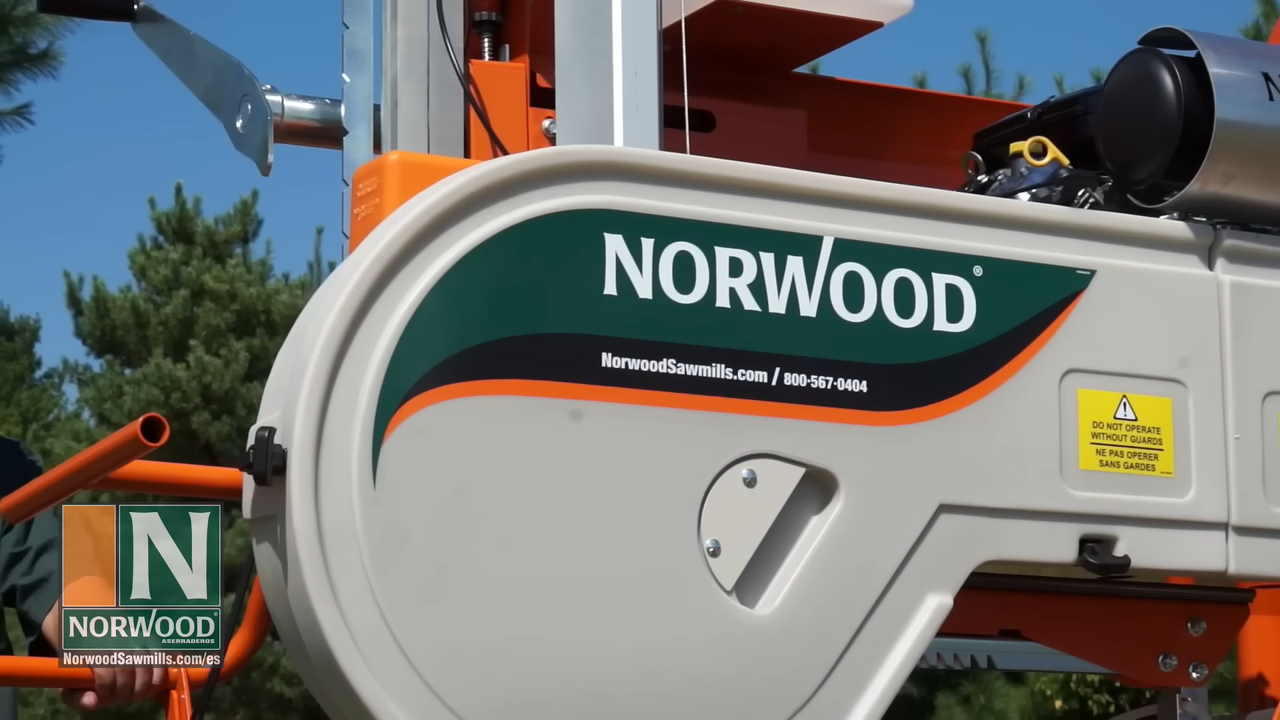 NORWOOD®
NorwoodSawmills.com / 800-567-0404
DO NOT OPERATE
WITHOUT GUARDS
NE PAS OPERER
SANS GARDES
N
N
NORWOOD
ASERRADEROS
NorwoodSawmills.com/es